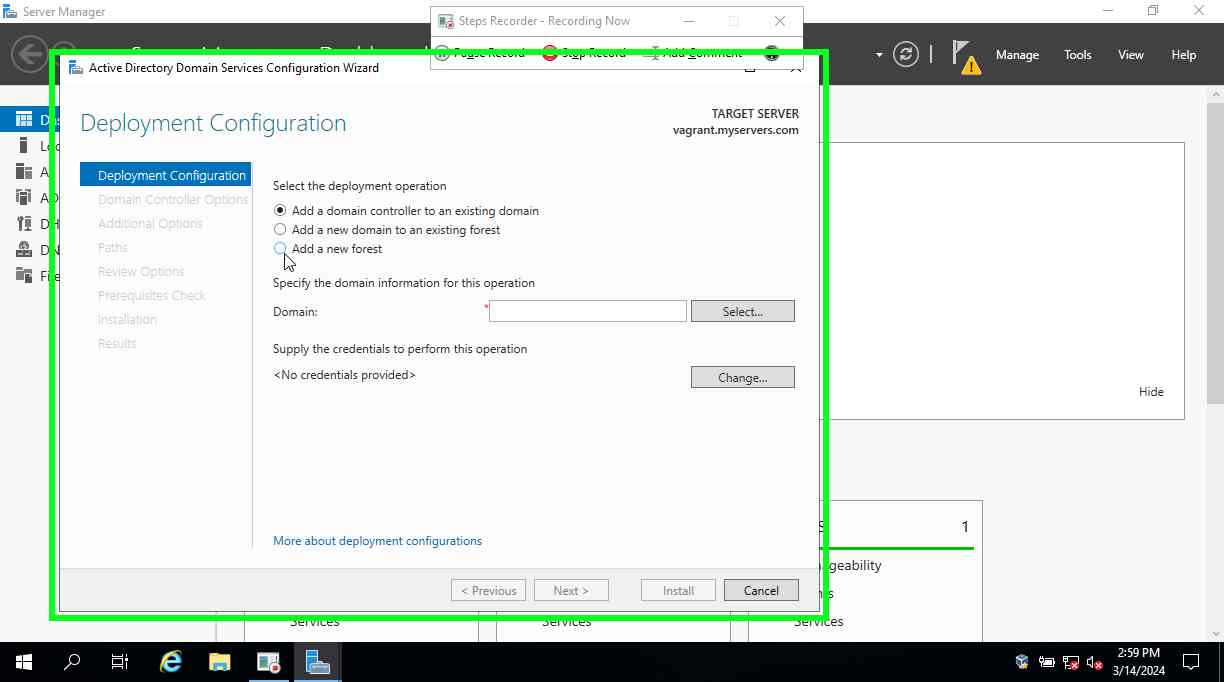 Server Manager
Steps Recorder - Recording Now
Pause Record
Stop Record
Add Comment
Manage
Tools
View
Help
Active Directory Domain Services Configuration Wizard
Deployment Configuration
TARGET SERVER
vagrant.myservers.com
Deployment Configuration
Domain Controller Options
Additional Options
Paths
Review Options
Prerequisites Check
Installation
Results
Select the deployment operation
Add a domain controller to an existing domain
Add a new domain to an existing forest
Add a new forest
Specify the domain information for this operation
Domain:
*
Select...
Supply the credentials to perform this operation
<No credentials provided>
Change...
Hide
More about deployment configurations
< Previous
Next >
Install
Cancel
1
Services
Services
Services
2:59 PM
3/14/2024